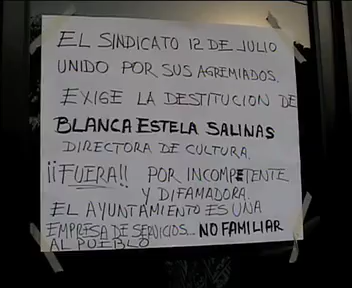 EL SINDICATO 12 DE JULIO
UNIDO POR SUS AGREMIADOS.
EXIGE LA DESTITUCION DE
BLANCA ESTELA SALINAS
DIRECTORA DE CULTURA.
¡¡FUERA!! POR INCOMPETENTE
Y DIFAMADORA.
EL AYUNTAMIENTO ES UNA
EMPRESA DE SERVICIOS... NO FAMILIAR
AL PUEBLO